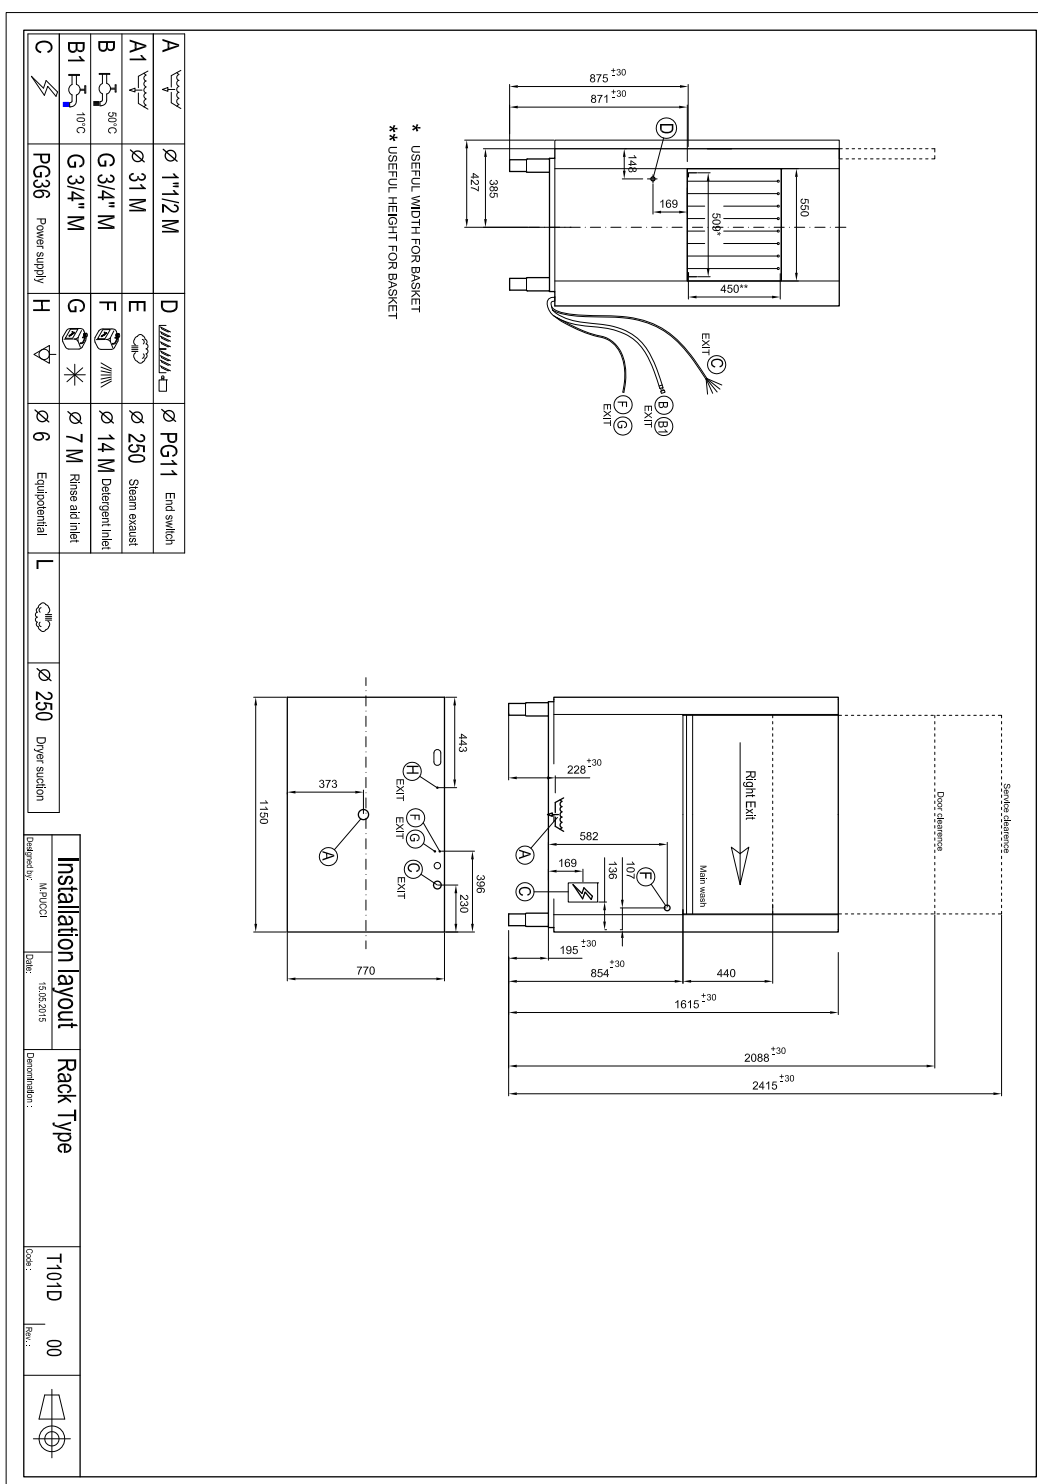 875 +30 -
871 +30 -
D
148
169
385
427
550
509*
450**
* USEFUL WIDTH FOR BASKET
** USEFUL HEIGHT FOR BASKET
C
EXIT
B B1
EXIT
F G
EXIT
Service clearence
Door clearence
Right Exit
Main wash
228 +30 -
A
582
169
C
136
107
F
195 +30 -
854 +30 -
440
1615 +30 -
2088 +30 -
2415 +30 -
443
H
EXIT
F
G
EXIT
C
EXIT
373
A
396
230
1150
770
A Ø 1"1/2 M D Ø PG11 End switch
A1 Ø 31 M E Ø 250 Steam exaust
B 50°C G 3/4" M F Ø 14 M Detergent Inlet
B1 10°C G 3/4" M G Ø 7 M Rinse aid inlet
C PG36 Power supply H Ø 6 Equipotential L Ø 250 Dryer suction
Installation layout
Designed by: M.PUCCI Date: 15.05.2015
Rack Type
Denomination :
T101D 00
Code : Rev. :